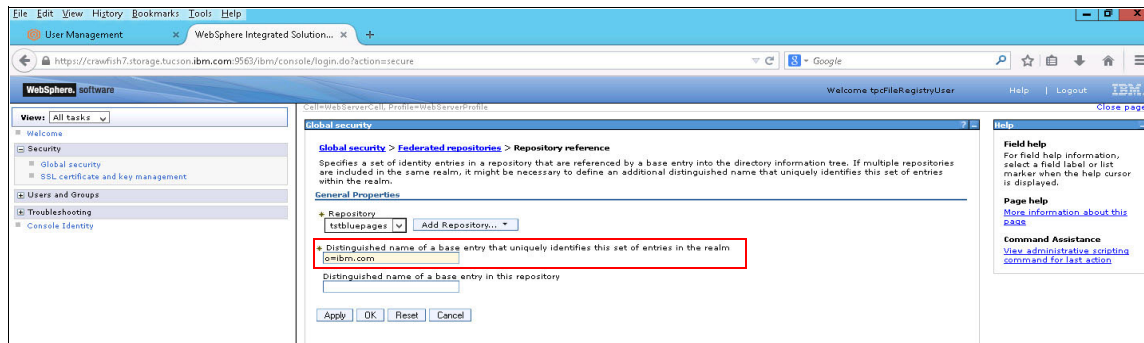 File Edit View History Bookmarks Tools Help
User Management × WebSphere Integrated Solution... × +
https://crawfish7.storage.tucson.ibm.com:9563/ibm/console/login.do?action=secure
Google
WebSphere. software
Welcome tpcFileRegistryUser
Help | Logout
IBM
Cell=WebServerCell, Profile=WebServerProfile
Close page
View: All tasks
Welcome
Security
Global security
SSL certificate and key management
Users and Groups
Troubleshooting
Console Identity
Global security
Global security > Federated repositories > Repository reference
Specifies a set of identity entries in a repository that are referenced by a base entry into the directory information tree. If multiple repositories
are included in the same realm, it might be necessary to define an additional distinguished name that uniquely identifies this set of entries
within the realm.
General Properties
Repository
tstbluepages
Add Repository...
Distinguished name of a base entry that uniquely identifies this set of entries in the realm
o=ibm.com
Distinguished name of a base entry in this repository
Apply OK Reset Cancel
Help
Field help
For field help information,
select a field label or list
marker when the help cursor
is displayed.
Page help
More information about this
page
Command Assistance
View administrative scripting
command for last action